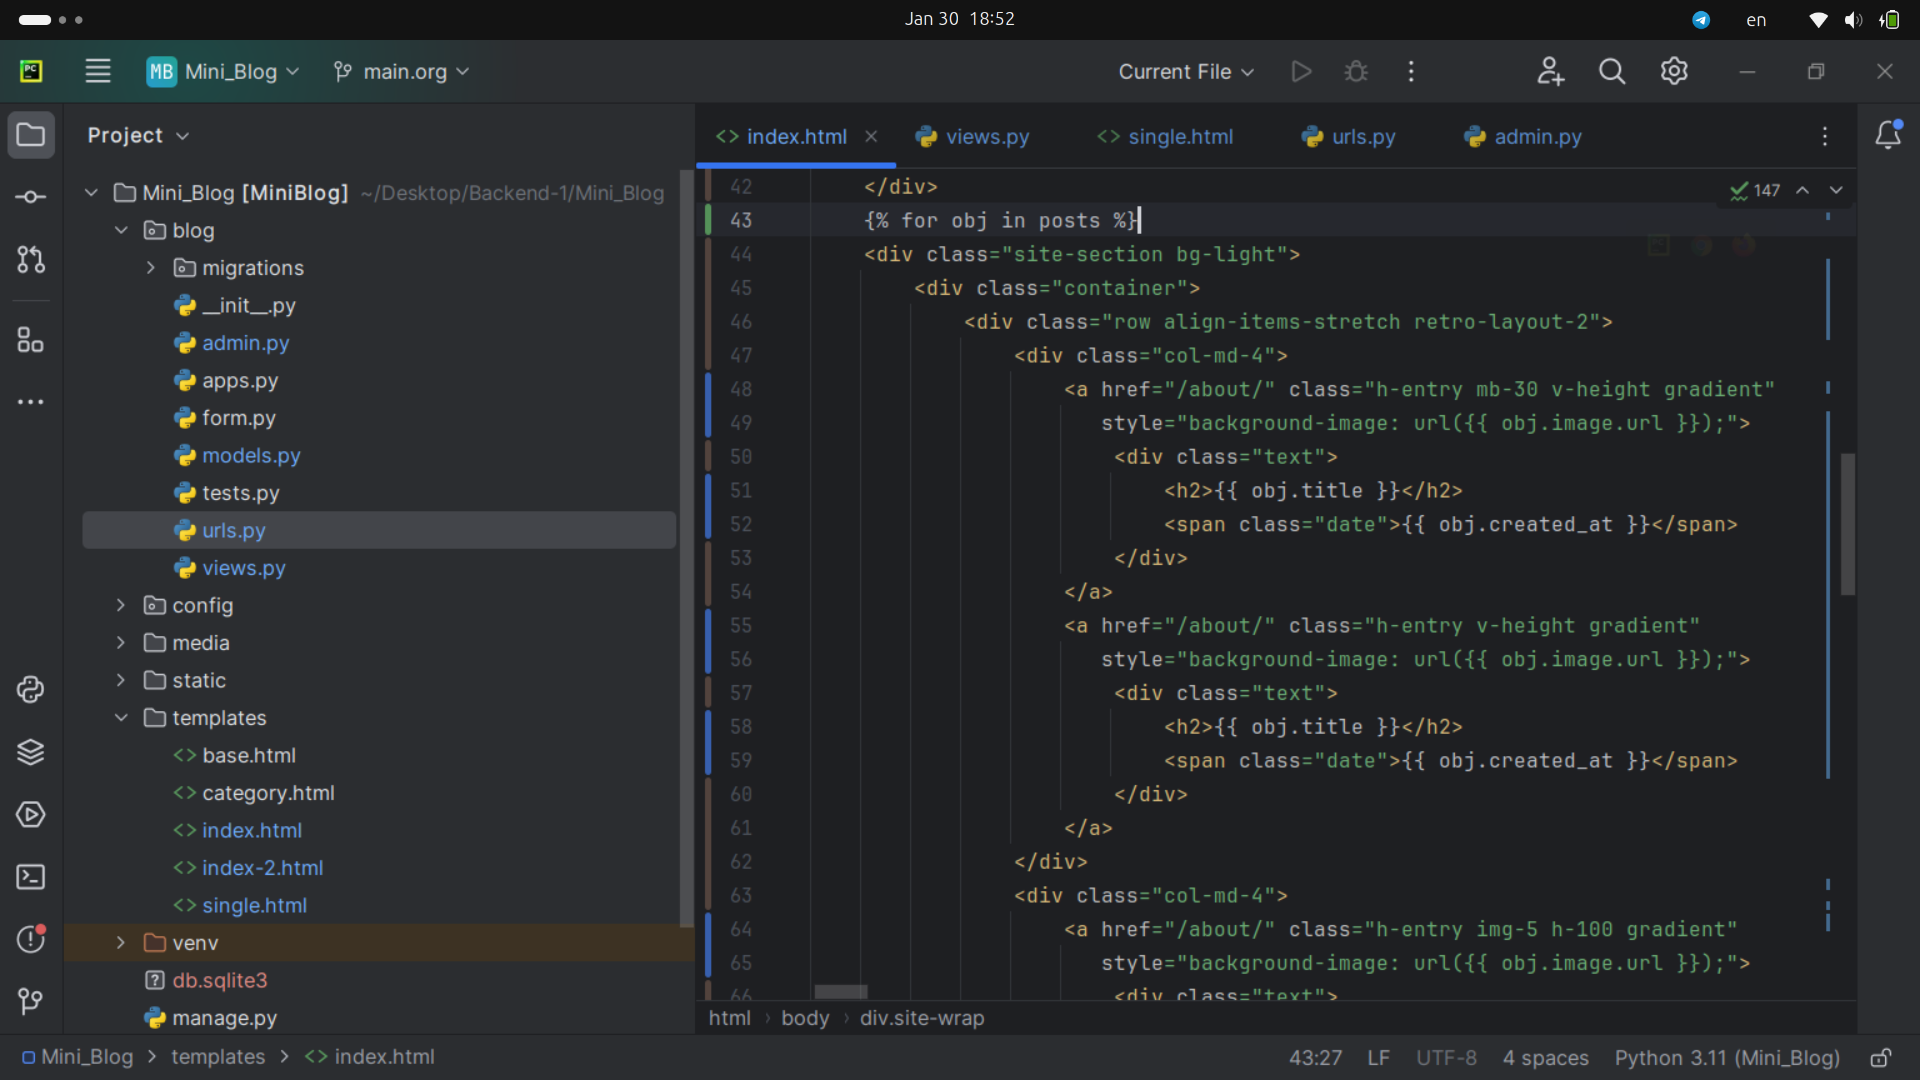 Jan 30 18:52
en
PC
MB Mini_Blog
main.org
Current File
Project
index.html
views.py
single.html
urls.py
admin.py
Mini_Blog [MiniBlog] ~/Desktop/Backend-1/Mini_Blog
blog
migrations
__init__.py
admin.py
apps.py
form.py
models.py
tests.py
urls.py
views.py
config
media
static
templates
base.html
category.html
index.html
index-2.html
single.html
venv
db.sqlite3
manage.py
147
42 </div>
43 {% for obj in posts %}
44 <div class="site-section bg-light">
45 <div class="container">
46 <div class="row align-items-stretch retro-layout-2">
47 <div class="col-md-4">
48 <a href="/about/" class="h-entry mb-30 v-height gradient"
49 style="background-image: url({{ obj.image.url }});">
50 <div class="text">
51 <h2>{{ obj.title }}</h2>
52 <span class="date">{{ obj.created_at }}</span>
53 </div>
54 </a>
55 <a href="/about/" class="h-entry v-height gradient"
56 style="background-image: url({{ obj.image.url }});">
57 <div class="text">
58 <h2>{{ obj.title }}</h2>
59 <span class="date">{{ obj.created_at }}</span>
60 </div>
61 </a>
62 </div>
63 <div class="col-md-4">
64 <a href="/about/" class="h-entry img-5 h-100 gradient"
65 style="background-image: url({{ obj.image.url }});">
66 <div class="text">
html › body › div.site-wrap
Mini_Blog > templates > index.html
43:27 LF UTF-8 4 spaces Python 3.11 (Mini_Blog)